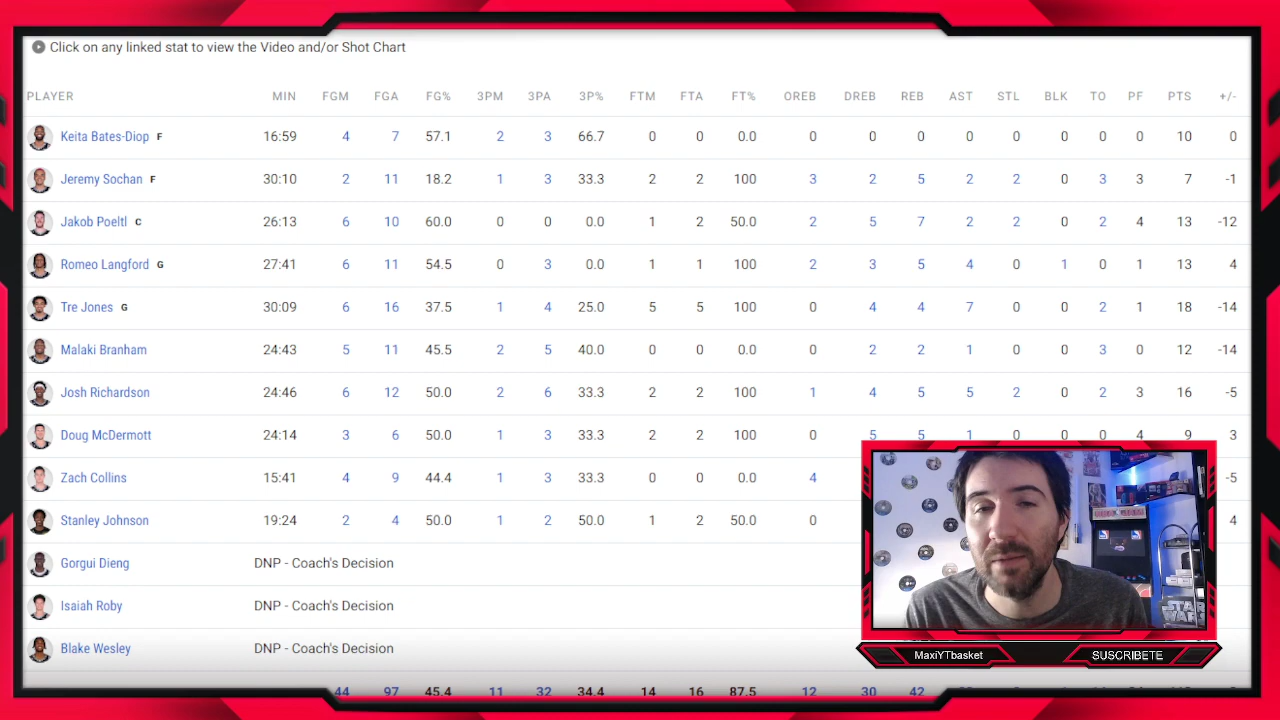 Click on any linked stat to view the Video and/or Shot Chart
PLAYER MIN FGM FGA FG% 3PM 3PA 3P% FTM FTA FT% OREB DREB REB AST STL BLK TO PF PTS +/-
Keita Bates-Diop F 16:59 4 7 57.1 2 3 66.7 0 0 0.0 0 0 0 0 0 0 0 0 10 0
Jeremy Sochan F 30:10 2 11 18.2 1 3 33.3 2 2 100 3 2 5 2 2 0 3 3 7 -1
Jakob Poeltl C 26:13 6 10 60.0 0 0 0.0 1 2 50.0 2 5 7 2 2 0 2 4 13 -12
Romeo Langford G 27:41 6 11 54.5 0 3 0.0 1 1 100 2 3 5 4 0 1 0 1 13 4
Tre Jones G 30:09 6 16 37.5 1 4 25.0 5 5 100 0 4 4 7 0 0 2 1 18 -14
Malaki Branham 24:43 5 11 45.5 2 5 40.0 0 0 0.0 0 2 2 1 0 0 3 0 12 -14
Josh Richardson 24:46 6 12 50.0 2 6 33.3 2 2 100 1 4 5 5 2 0 2 3 16 -5
Doug McDermott 24:14 3 6 50.0 1 3 33.3 2 2 100 0 5 5 1 0 0 0 4 9 3
Zach Collins 15:41 4 9 44.4 1 3 33.3 0 0 0.0 4 -5
Stanley Johnson 19:24 2 4 50.0 1 2 50.0 1 2 50.0 0 4
Gorgui Dieng DNP - Coach's Decision
Isaiah Roby DNP - Coach's Decision
Blake Wesley DNP - Coach's Decision
44 97 45.4 11 32 34.4 14 16 87.5 12 30 42
STAR
MaxiYTbasket SUSCRIBETE